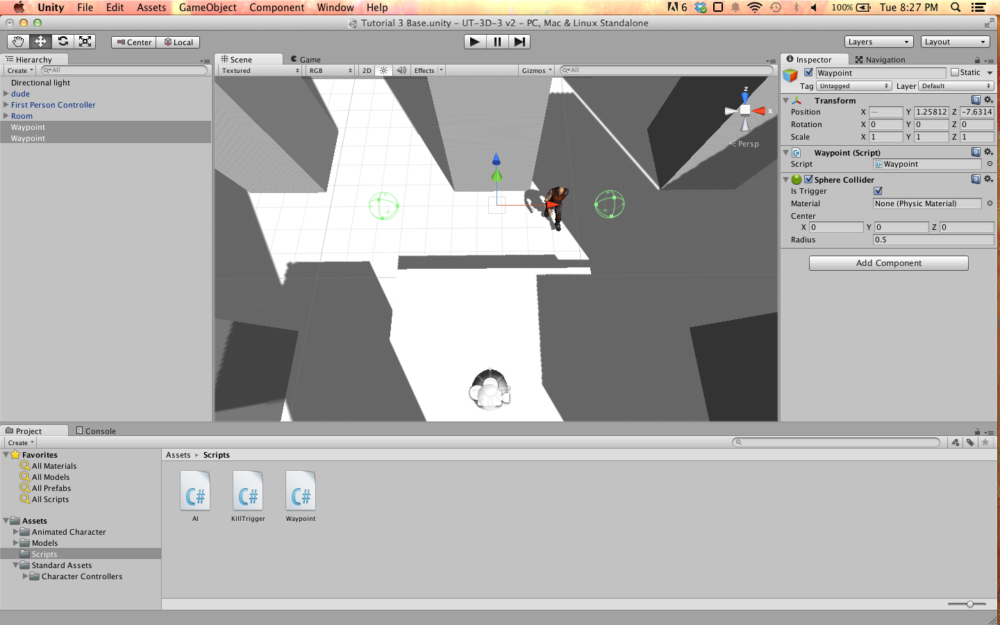 Unity File Edit Assets GameObject Component Window Help 6 100% Tue 8:27 PM
Tutorial 3 Base.unity – UT-3D-3 v2 – PC, Mac & Linux Standalone
Center Local Layers Layout
Hierarchy
Create All
Directional light
dude
First Person Controller
Room
Waypoint
Waypoint
Scene Game
Textured RGB 2D Effects Gizmos All
z
x
Persp
Inspector Navigation
Waypoint Static
Tag Untagged Layer Default
Transform
Position X — Y 1.25812 Z -7.6314
Rotation X 0 Y 0 Z 0
Scale X 1 Y 1 Z 1
Waypoint (Script)
Script Waypoint
Sphere Collider
Is Trigger
Material None (Physic Material)
Center
X 0 Y 0 Z 0
Radius 0.5
Add Component
Project Console
Create
Favorites
All Materials
All Models
All Prefabs
All Scripts
Assets
Animated Character
Models
Scripts
Standard Assets
Character Controllers
Assets Scripts
C# C# C#
AI KillTrigger Waypoint